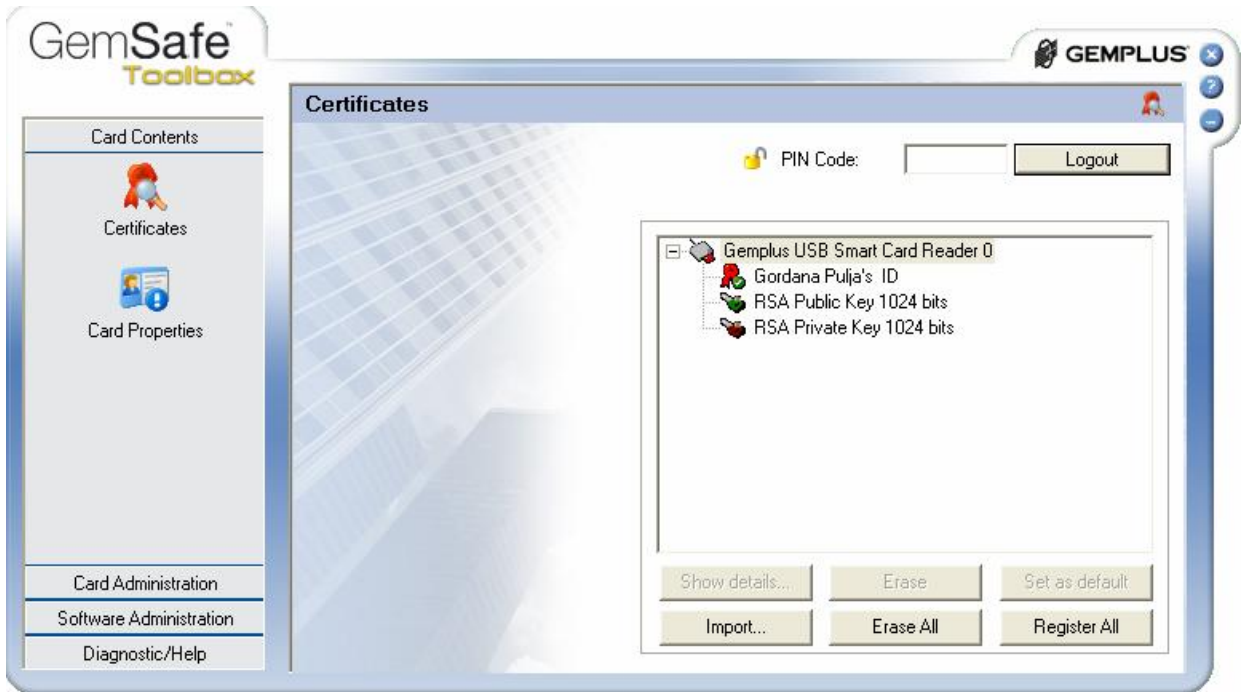 GemSafe™
Toolbox
GEMPLUS
Certificates
Card Contents
Certificates
Card Properties
Card Administration
Software Administration
Diagnostic/Help
PIN Code:
Logout
Gemplus USB Smart Card Reader 0
Gordana Pulja's ID
RSA Public Key 1024 bits
RSA Private Key 1024 bits
Show details... Erase Set as default
Import... Erase All Register All